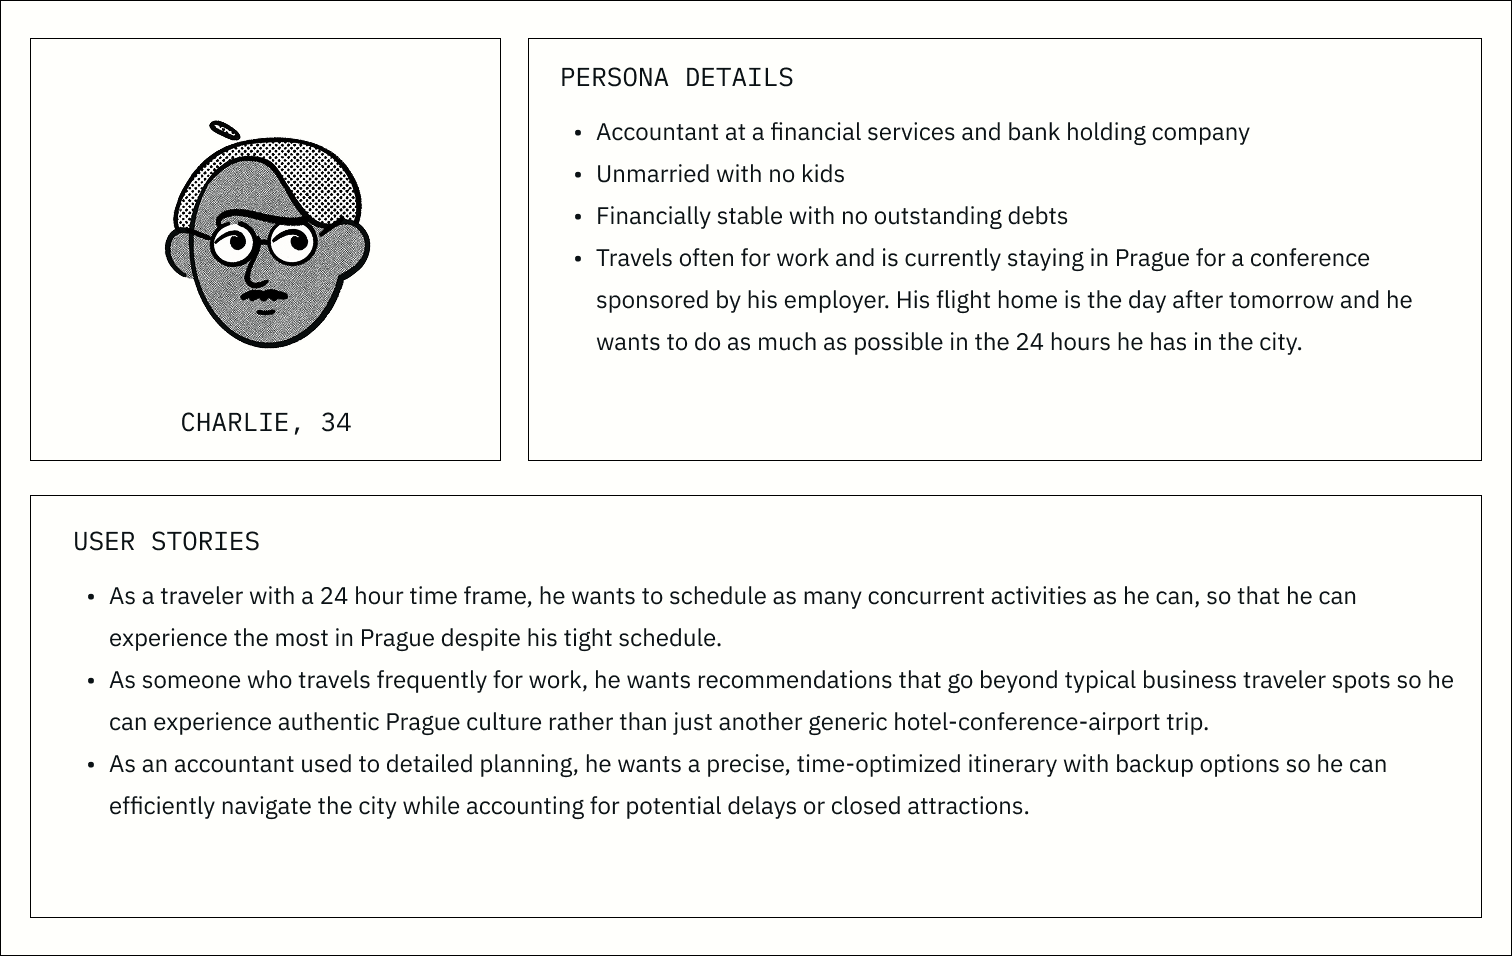 CHARLIE, 34
PERSONA DETAILS
• Accountant at a financial services and bank holding company
• Unmarried with no kids
• Financially stable with no outstanding debts
• Travels often for work and is currently staying in Prague for a conference
sponsored by his employer. His flight home is the day after tomorrow and he
wants to do as much as possible in the 24 hours he has in the city.
USER STORIES
• As a traveler with a 24 hour time frame, he wants to schedule as many concurrent activities as he can, so that he can
experience the most in Prague despite his tight schedule.
• As someone who travels frequently for work, he wants recommendations that go beyond typical business traveler spots so he
can experience authentic Prague culture rather than just another generic hotel-conference-airport trip.
• As an accountant used to detailed planning, he wants a precise, time-optimized itinerary with backup options so he can
efficiently navigate the city while accounting for potential delays or closed attractions.